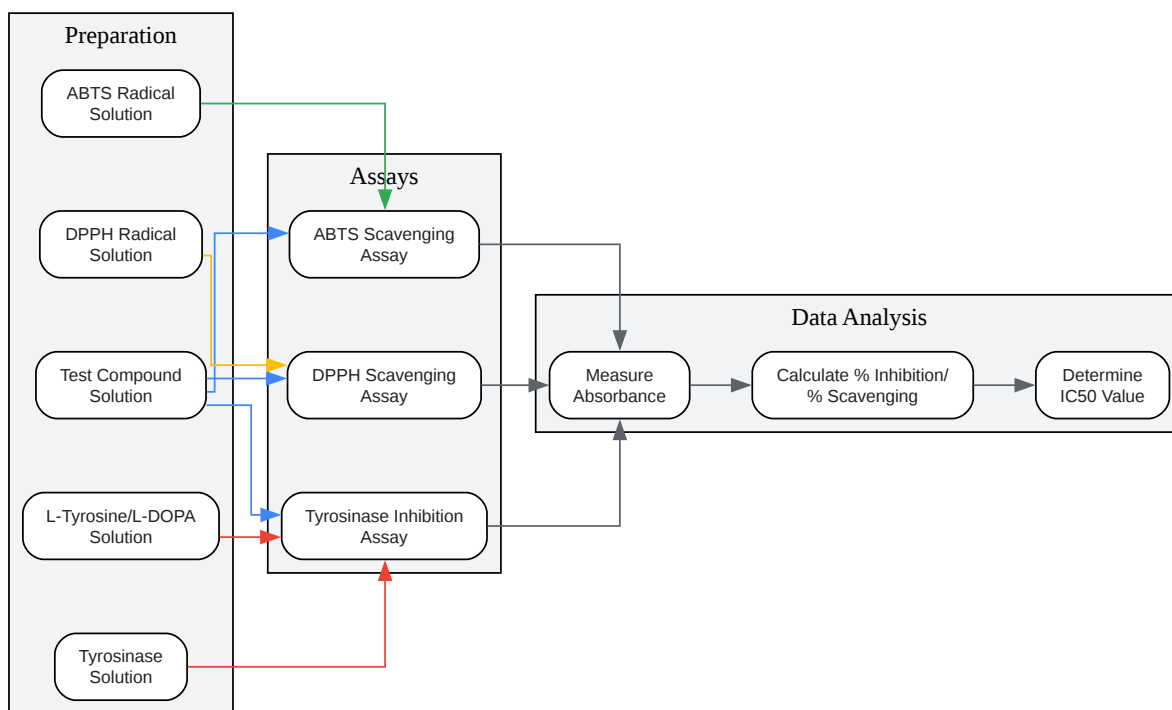 Preparation
ABTS Radical
Solution
DPPH Radical
Solution
Test Compound
Solution
L-Tyrosine/L-DOPA
Solution
Tyrosinase
Solution
Assays
ABTS Scavenging
Assay
DPPH Scavenging
Assay
Tyrosinase Inhibition
Assay
Data Analysis
Measure
Absorbance
Calculate % Inhibition/
% Scavenging
Determine
IC50 Value